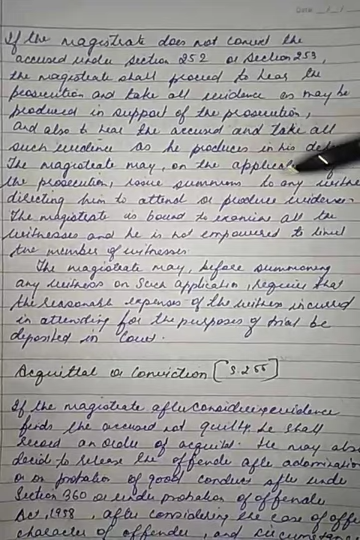 If the magistrate does not convict the
accused under section 252 or section 253,
the magistrate shall proceed to hear the
prosecution and take all evidence as may be
produced in support of the prosecution,
and also to hear the accused and take all
such evidence as he produces in his def
The magistrate may, on the applicat
the prosecution, issue summons to any witne
directing him to attend or produce evidence.
The magistrate is bound to examine all the
witnesses and he is not empowered to limit
the number of witnesses
The magistrate may, before summoning
any witness on such application, require that
the reasonable expenses of the witness incurred
in attending for the purposes of trial be
deposited in Court.
Acquittal or Conviction [S.255]
If the magistrate after consider evidence
finds the accused not guilty, he shall
record an order of acquittal. He may also
decide to release the offender after admonition
or on probation of good conduct after under
Section 360 or under probation of offender
Act, 1958, after considering the case of offe
character of offender, and circumstance